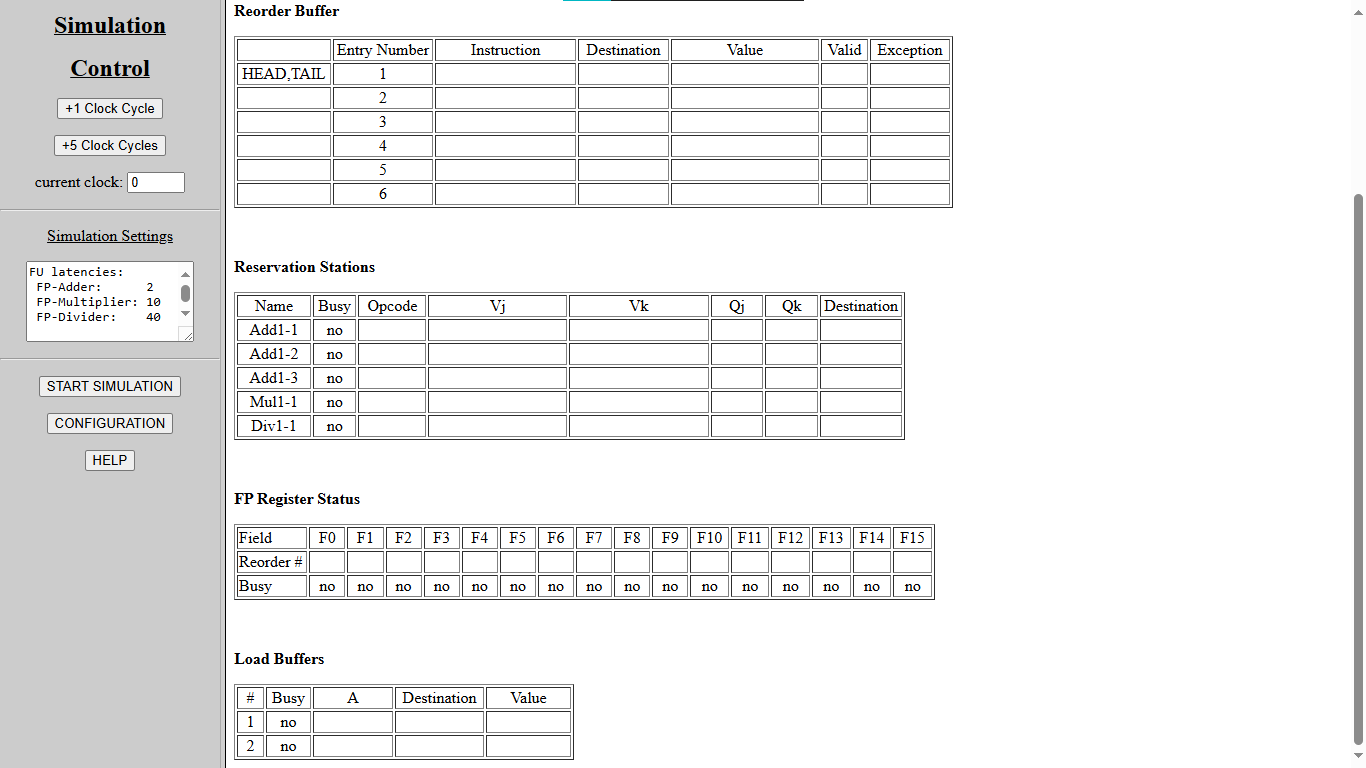 Simulation
Control
+1 Clock Cycle
+5 Clock Cycles
current clock: 0
Simulation Settings
FU latencies:
FP-Adder: 2
FP-Multiplier: 10
FP-Divider: 40
START SIMULATION
CONFIGURATION
HELP
Reorder Buffer
Entry Number Instruction Destination Value Valid Exception
HEAD,TAIL 1
2
3
4
5
6
Reservation Stations
Name Busy Opcode Vj Vk Qj Qk Destination
Add1-1 no
Add1-2 no
Add1-3 no
Mul1-1 no
Div1-1 no
FP Register Status
Field F0 F1 F2 F3 F4 F5 F6 F7 F8 F9 F10 F11 F12 F13 F14 F15
Reorder #
Busy no no no no no no no no no no no no no no no no
Load Buffers
# Busy A Destination Value
1 no
2 no